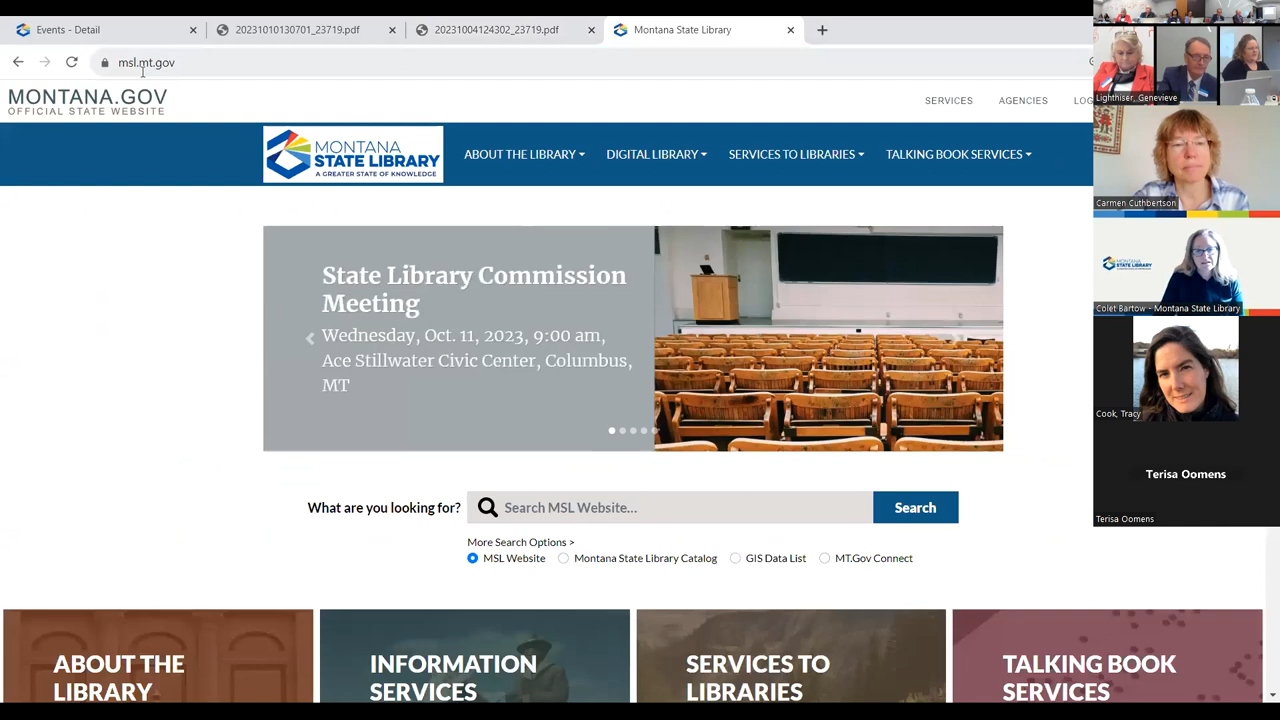 Events - Detail
20231010130701_23719.pdf
20231004124302_23719.pdf
Montana State Library
msl.mt.gov
MONTANA.GOV
OFFICIAL STATE WEBSITE
SERVICES
AGENCIES
LOG
MONTANA
STATE LIBRARY
A GREATER STATE OF KNOWLEDGE
ABOUT THE LIBRARY
DIGITAL LIBRARY
SERVICES TO LIBRARIES
TALKING BOOK SERVICES
State Library Commission
Meeting
Wednesday, Oct. 11, 2023, 9:00 am,
Ace Stillwater Civic Center, Columbus,
MT
What are you looking for?
Search MSL Website...
Search
More Search Options >
MSL Website
Montana State Library Catalog
GIS Data List
MT.Gov Connect
ABOUT THE
LIBRARY
INFORMATION
SERVICES
SERVICES TO
LIBRARIES
TALKING BOOK
SERVICES
Lighthiser, Genevieve
Carmen Cuthbertson
MONTANA
STATE LIBRARY
Colet Bartow - Montana State Library
Cook, Tracy
Terisa Oomens
Terisa Oomens